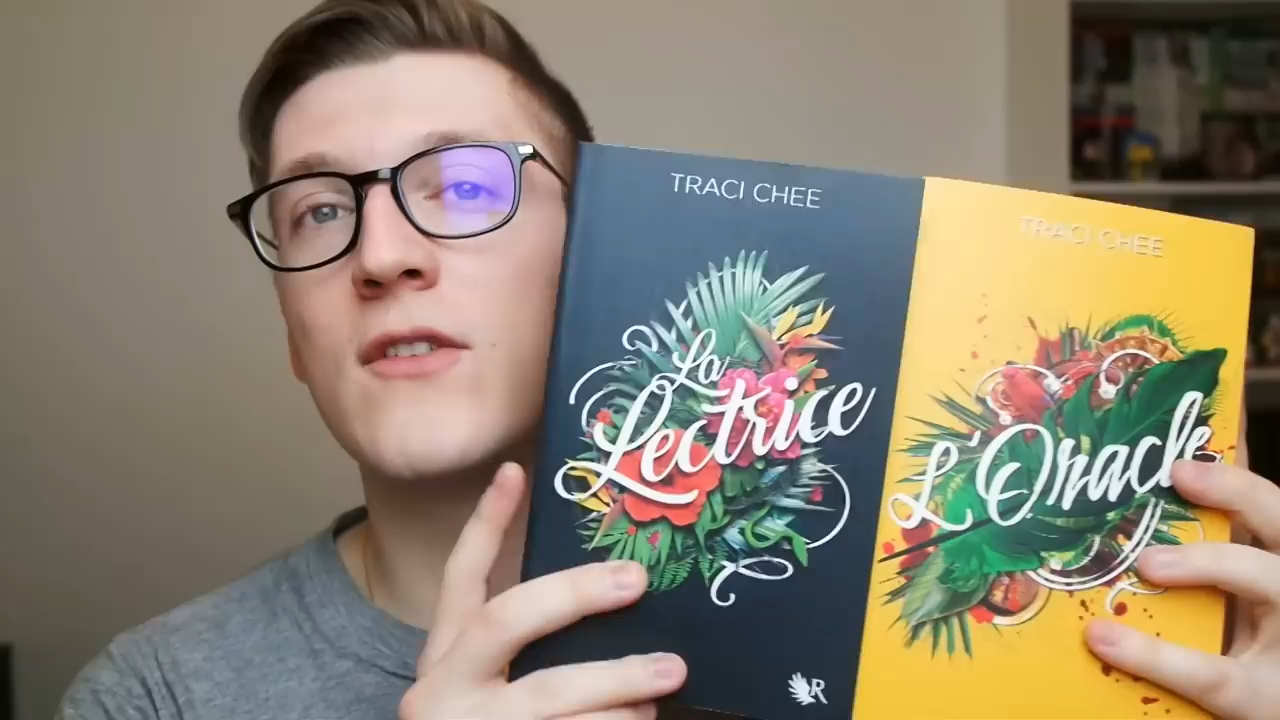 TRACI CHEE
La
Lectrice
R
TRACI CHEE
L'Oracle